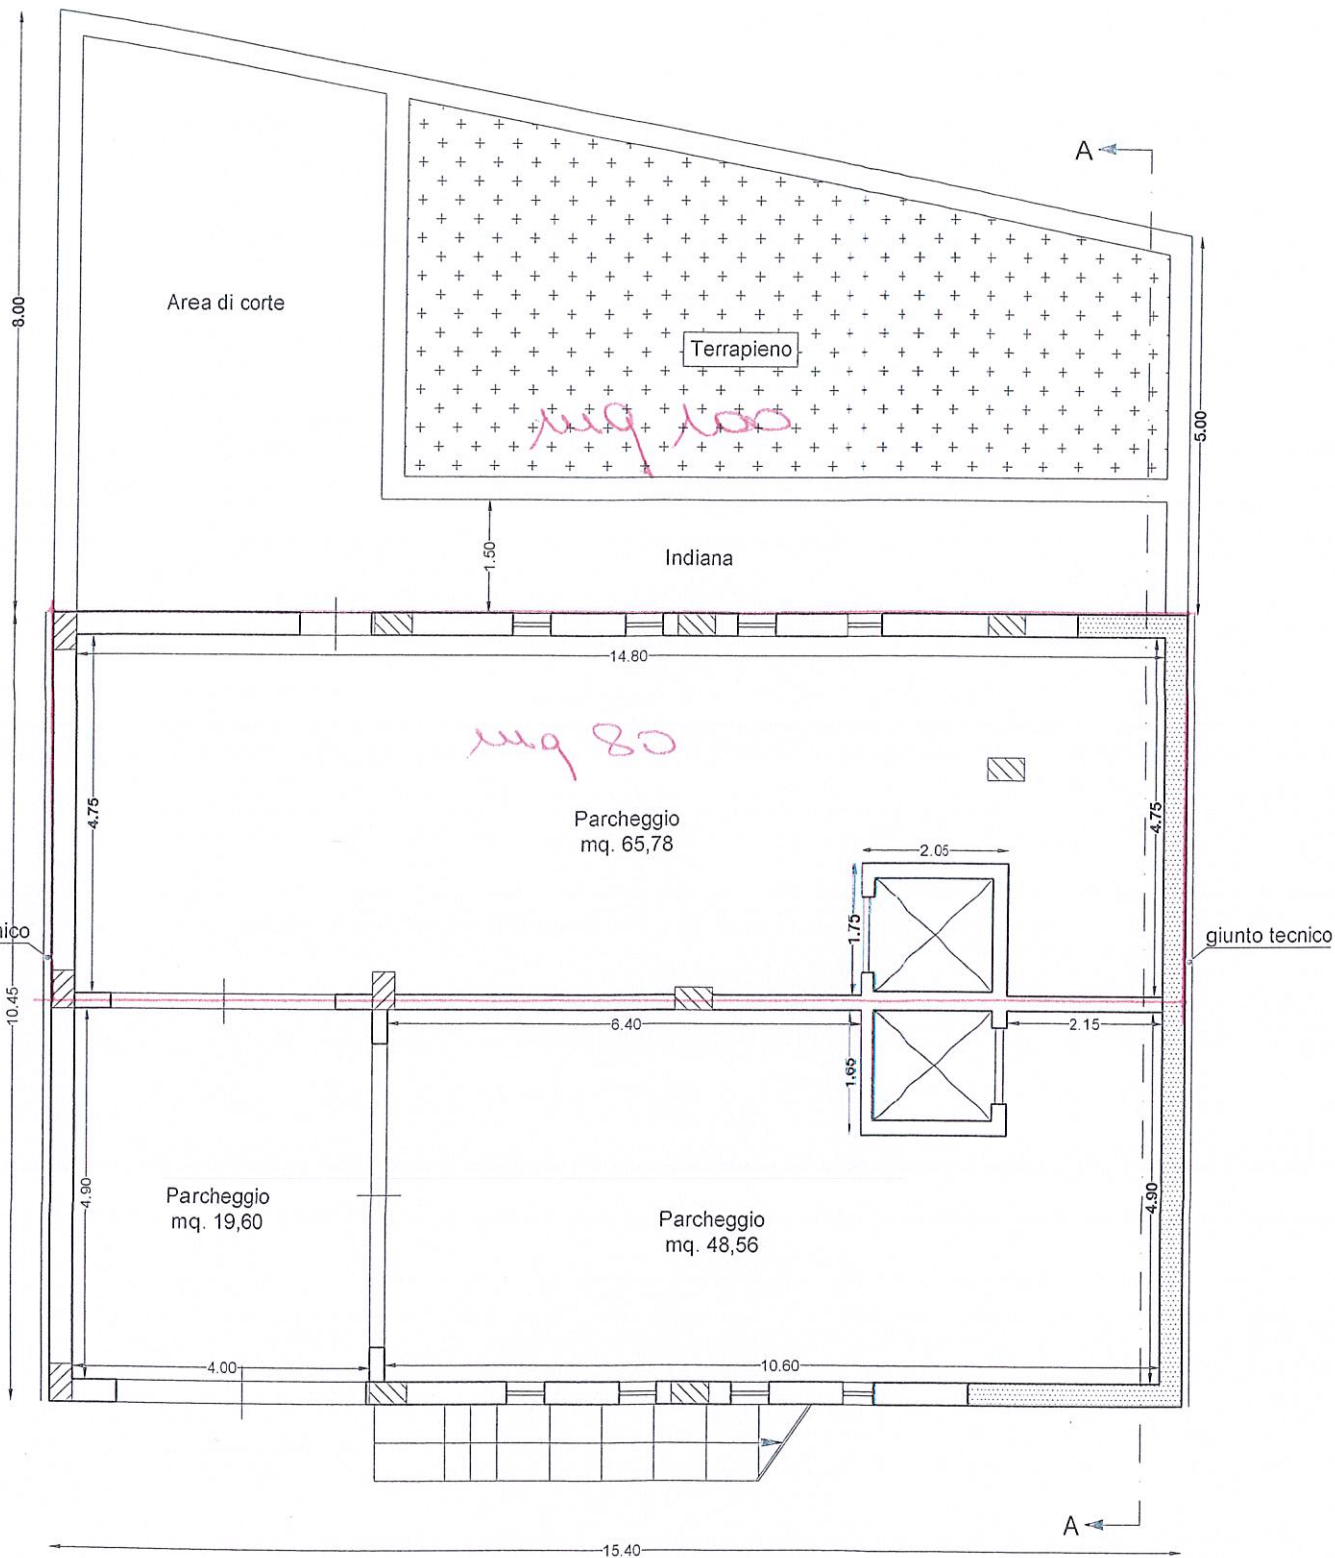 A
8.00
Area di corte
Terrapieno
mq 100
5.00
1.50
Indiana
14.80
mq 80
4.75
4.75
Parcheggio
mq. 65,78
2.05
1.75
giunto tecnico
10.45
6.40
2.15
1.65
4.90
4.90
Parcheggio
mq. 19,60
Parcheggio
mq. 48,56
4.00
10.60
A
15.40